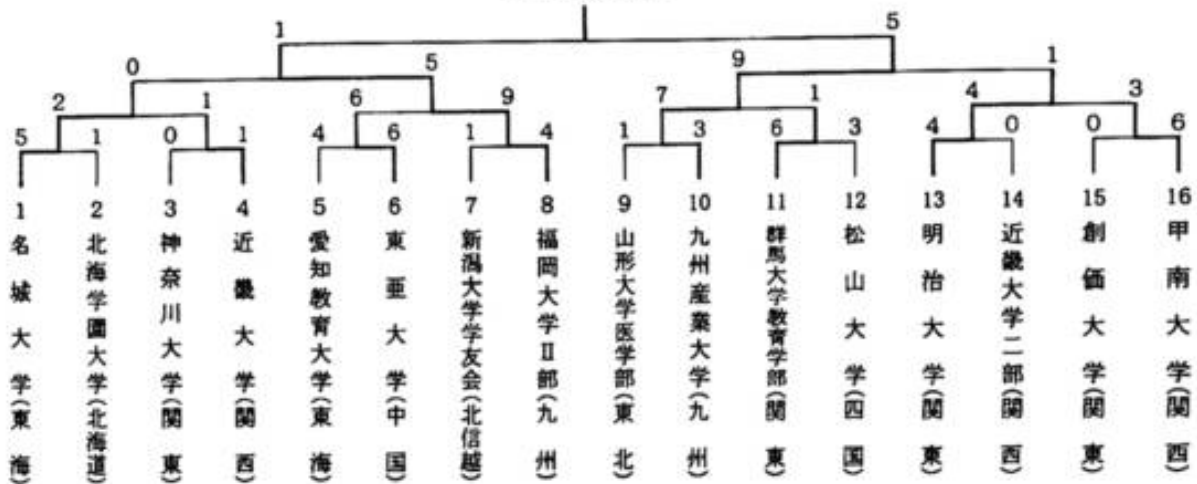 1 5
0 5 9 1
2 1 6 9 7 1 4 3
5 1 0 1 4 6 1 4 1 3 6 3 4 0 0 6
1 2 3 4 5 6 7 8 9 10 11 12 13 14 15 16
名城大学(東海)
北海学園大学(北海道)
神奈川大学(関東)
近畿大学(関西)
愛知教育大学(東海)
東亜大学(中国)
新潟大学学友会(北信越)
福岡大学Ⅱ部(九州)
山形大学医学部(東北)
九州産業大学(九州)
群馬大学教育学部(関東)
松山大学(四国)
明治大学(関東)
近畿大学二部(関西)
創価大学(関東)
甲南大学(関西)